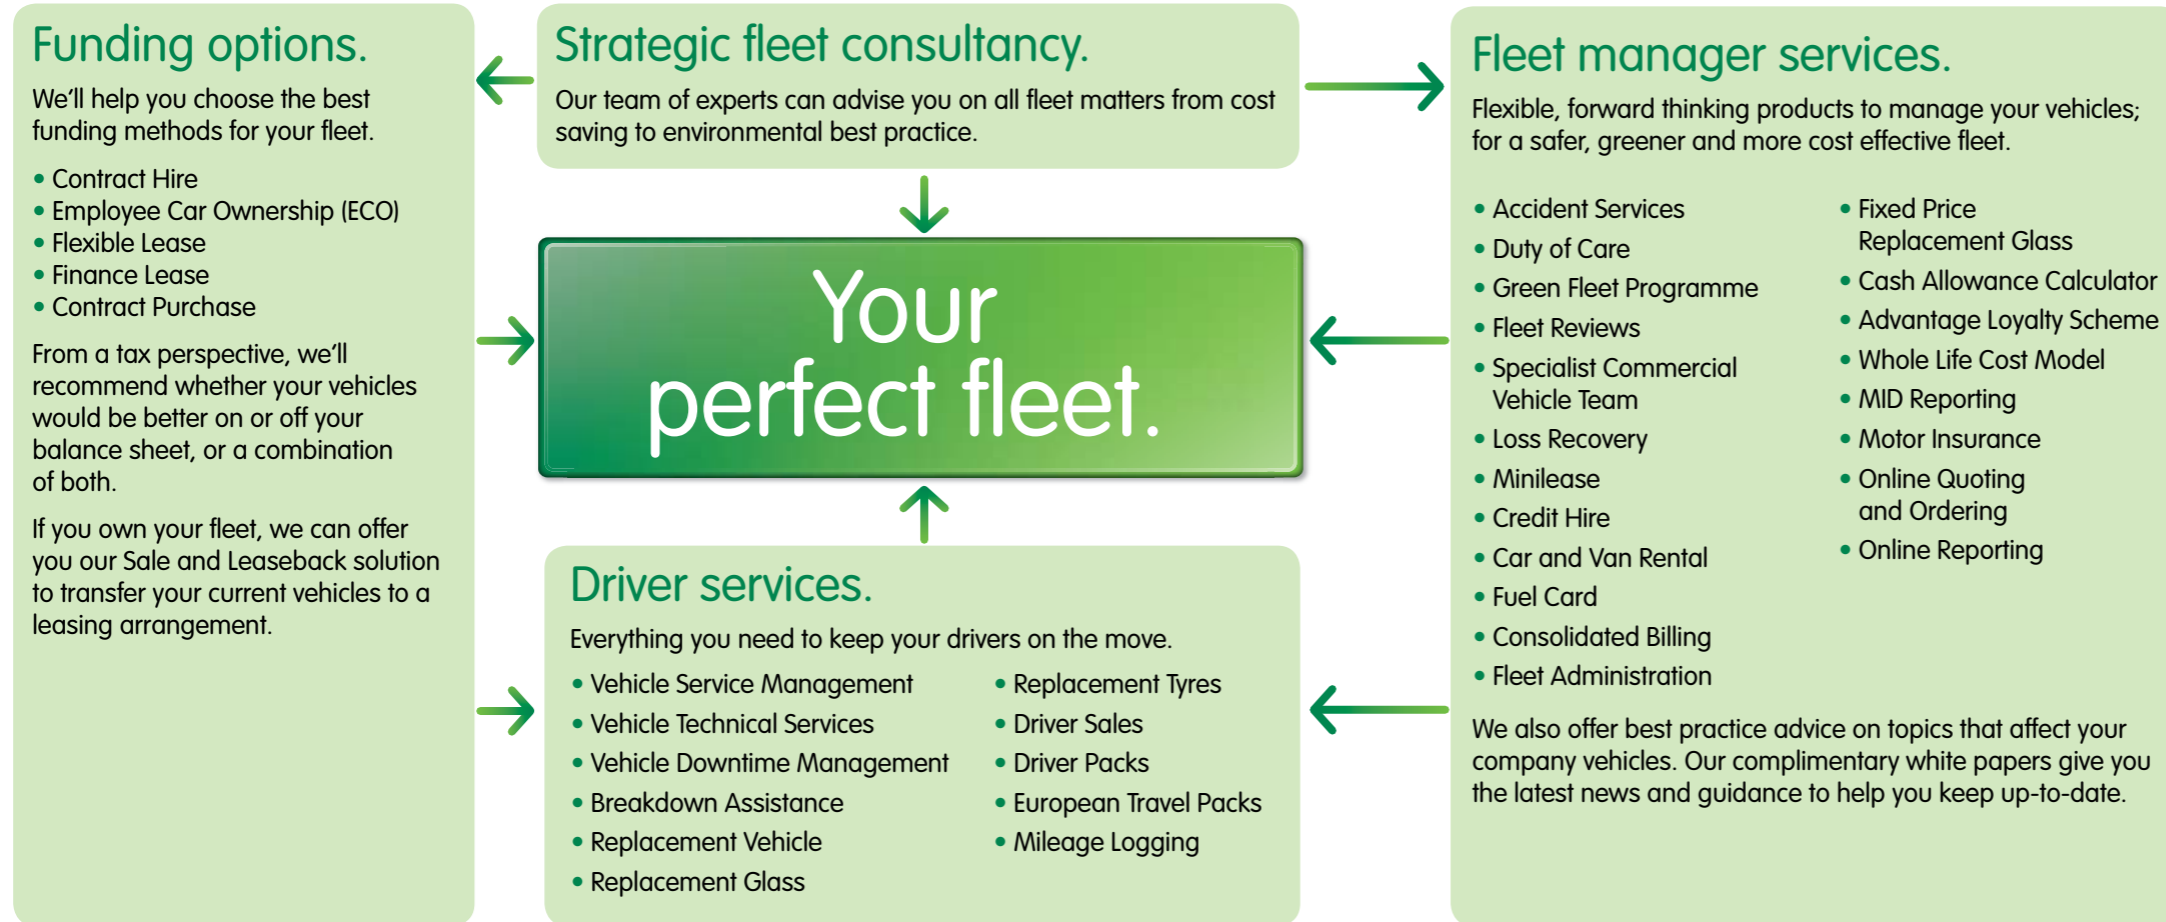 Funding options.
We'll help you choose the best
funding methods for your fleet.
• Contract Hire
• Employee Car Ownership (ECO)
• Flexible Lease
• Finance Lease
• Contract Purchase
From a tax perspective, we'll
recommend whether your vehicles
would be better on or off your
balance sheet, or a combination
of both.
If you own your fleet, we can offer
you our Sale and Leaseback solution
to transfer your current vehicles to a
leasing arrangement.
Strategic fleet consultancy.
Our team of experts can advise you on all fleet matters from cost
saving to environmental best practice.
Your
perfect fleet.
Driver services.
Everything you need to keep your drivers on the move.
• Vehicle Service Management
• Vehicle Technical Services
• Vehicle Downtime Management
• Breakdown Assistance
• Replacement Vehicle
• Replacement Glass
• Replacement Tyres
• Driver Sales
• Driver Packs
• European Travel Packs
• Mileage Logging
Fleet manager services.
Flexible, forward thinking products to manage your vehicles;
for a safer, greener and more cost effective fleet.
• Accident Services
• Duty of Care
• Green Fleet Programme
• Fleet Reviews
• Specialist Commercial
Vehicle Team
• Loss Recovery
• Minilease
• Credit Hire
• Car and Van Rental
• Fuel Card
• Consolidated Billing
• Fleet Administration
• Fixed Price
Replacement Glass
• Cash Allowance Calculator
• Advantage Loyalty Scheme
• Whole Life Cost Model
• MID Reporting
• Motor Insurance
• Online Quoting
and Ordering
• Online Reporting
We also offer best practice advice on topics that affect your
company vehicles. Our complimentary white papers give you
the latest news and guidance to help you keep up-to-date.